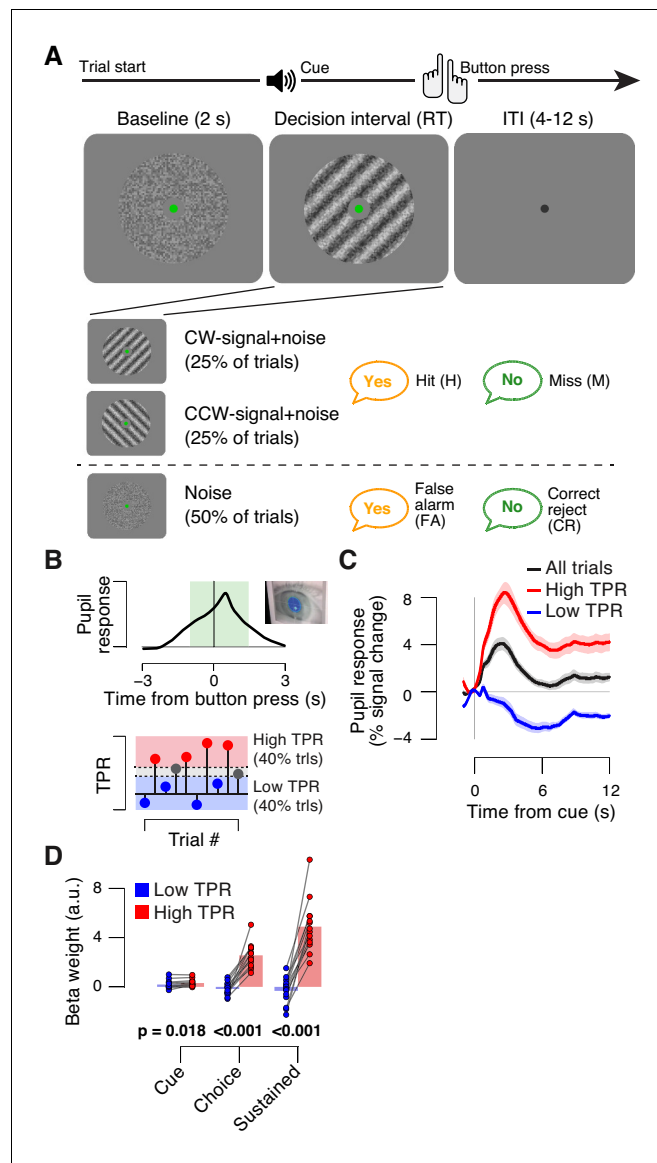 A
Trial start
Cue
Button press
Baseline (2 s)
Decision interval (RT)
ITI (4-12 s)
CW-signal+noise
(25% of trials)
Yes
Hit (H)
No
Miss (M)
CCW-signal+noise
(25% of trials)
Noise
(50% of trials)
Yes
False
alarm
(FA)
No
Correct
reject
(CR)
B
Pupil
response
−3
0
3
Time from button press (s)
TPR
High TPR
(40% trls)
Low TPR
(40% trls)
Trial #
C
All trials
High TPR
Low TPR
Pupil response
(% signal change)
8
4
0
−4
0
6
12
Time from cue (s)
D
Low TPR
High TPR
Beta weight (a.u.)
8
4
0
p = 0.018 <0.001 <0.001
Cue
Choice
Sustained